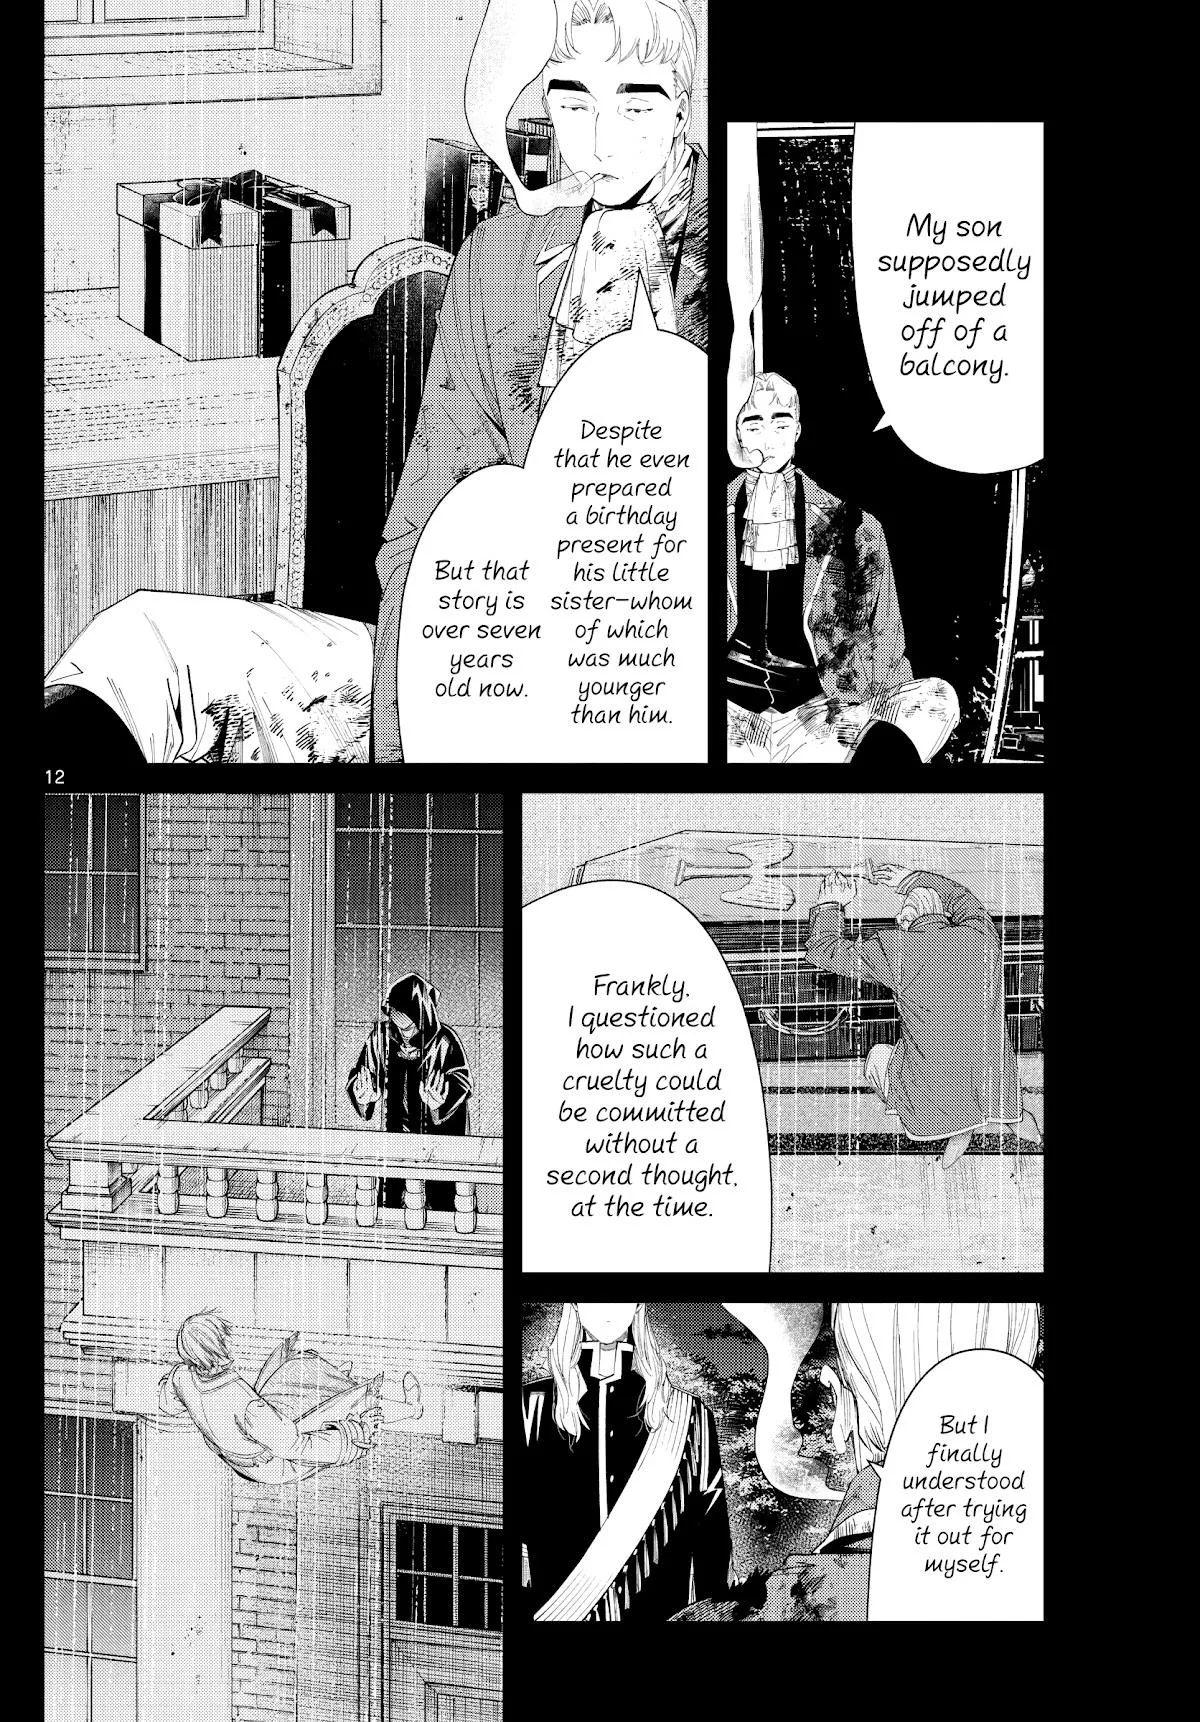 My son
supposedly
jumped
off of a
balcony.
Despite
that he even
prepared
a birthday
present for
his little
sister—whom
of which
was much
younger
than him.
But that
story is
over seven
years
old now.
12
Frankly,
I questioned
how such a
cruelty could
be committed
without a
second thought,
at the time.
But I
finally
understood
after trying
it out for
myself.